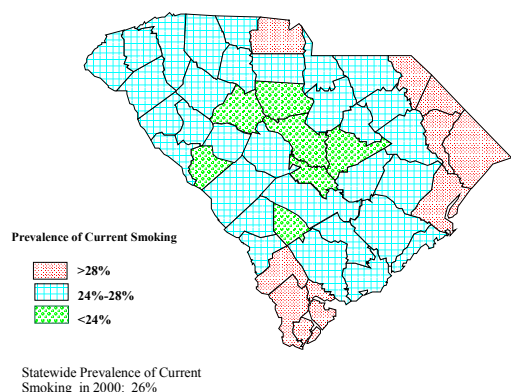 Prevalence of Current Smoking
>28%
24%-28%
<24%
Statewide Prevalence of Current
Smoking in 2000: 26%